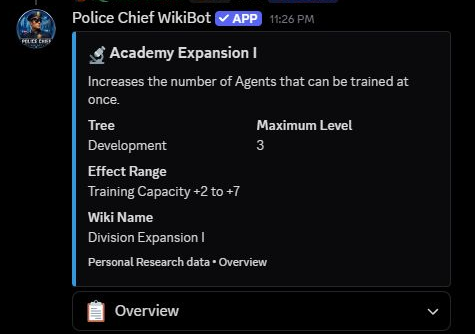 Police Chief WikiBot ✓ APP 11:26 PM
POLICE CHIEF
🔬 Academy Expansion I
Increases the number of Agents that can be trained at
once.
Tree Maximum Level
Development 3
Effect Range
Training Capacity +2 to +7
Wiki Name
Division Expansion I
Personal Research data • Overview
📋 Overview